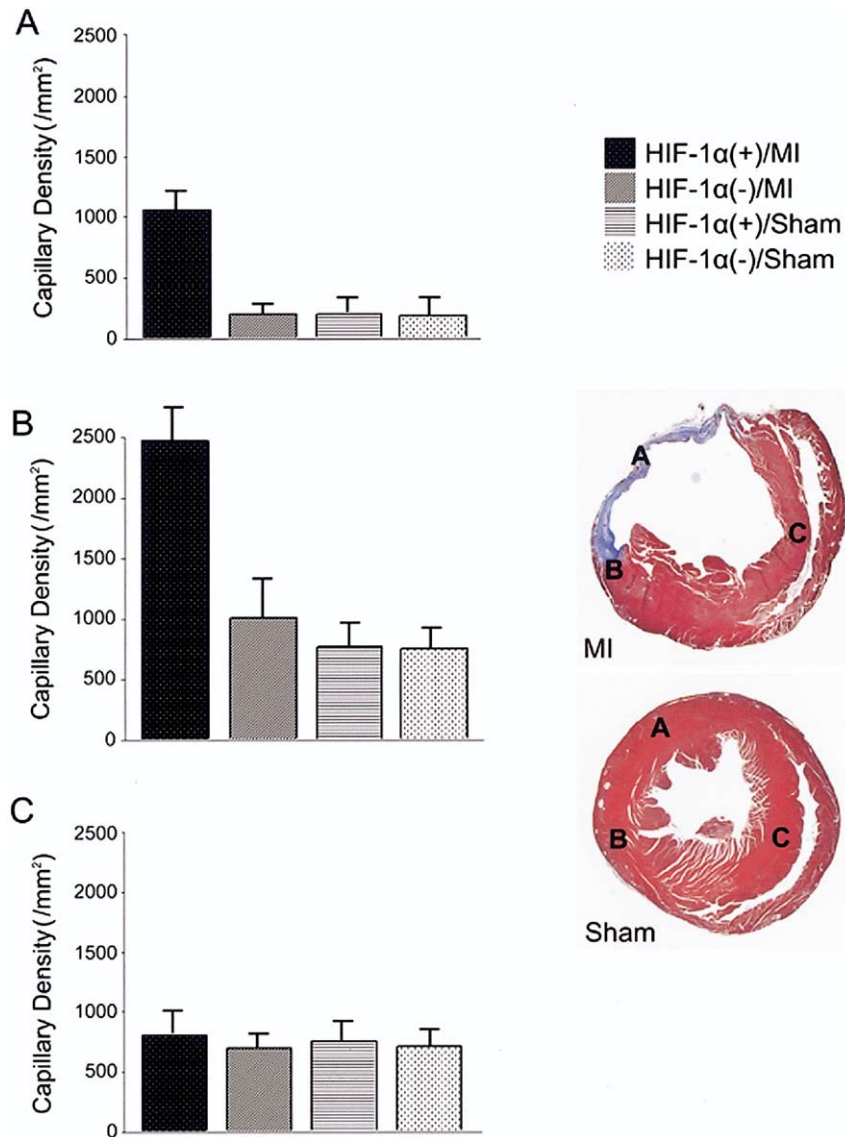 A
Capillary Density(/mm²)
2500
2000
1500
1000
500
0
HIF-1α(+)/MI
HIF-1α(-)/MI
HIF-1α(+)/Sham
HIF-1α(-)/Sham
B
Capillary Density(/mm²)
2500
2000
1500
1000
500
0
A
B
C
MI
A
B
C
Sham
C
Capillary Density(/mm²)
2500
2000
1500
1000
500
0